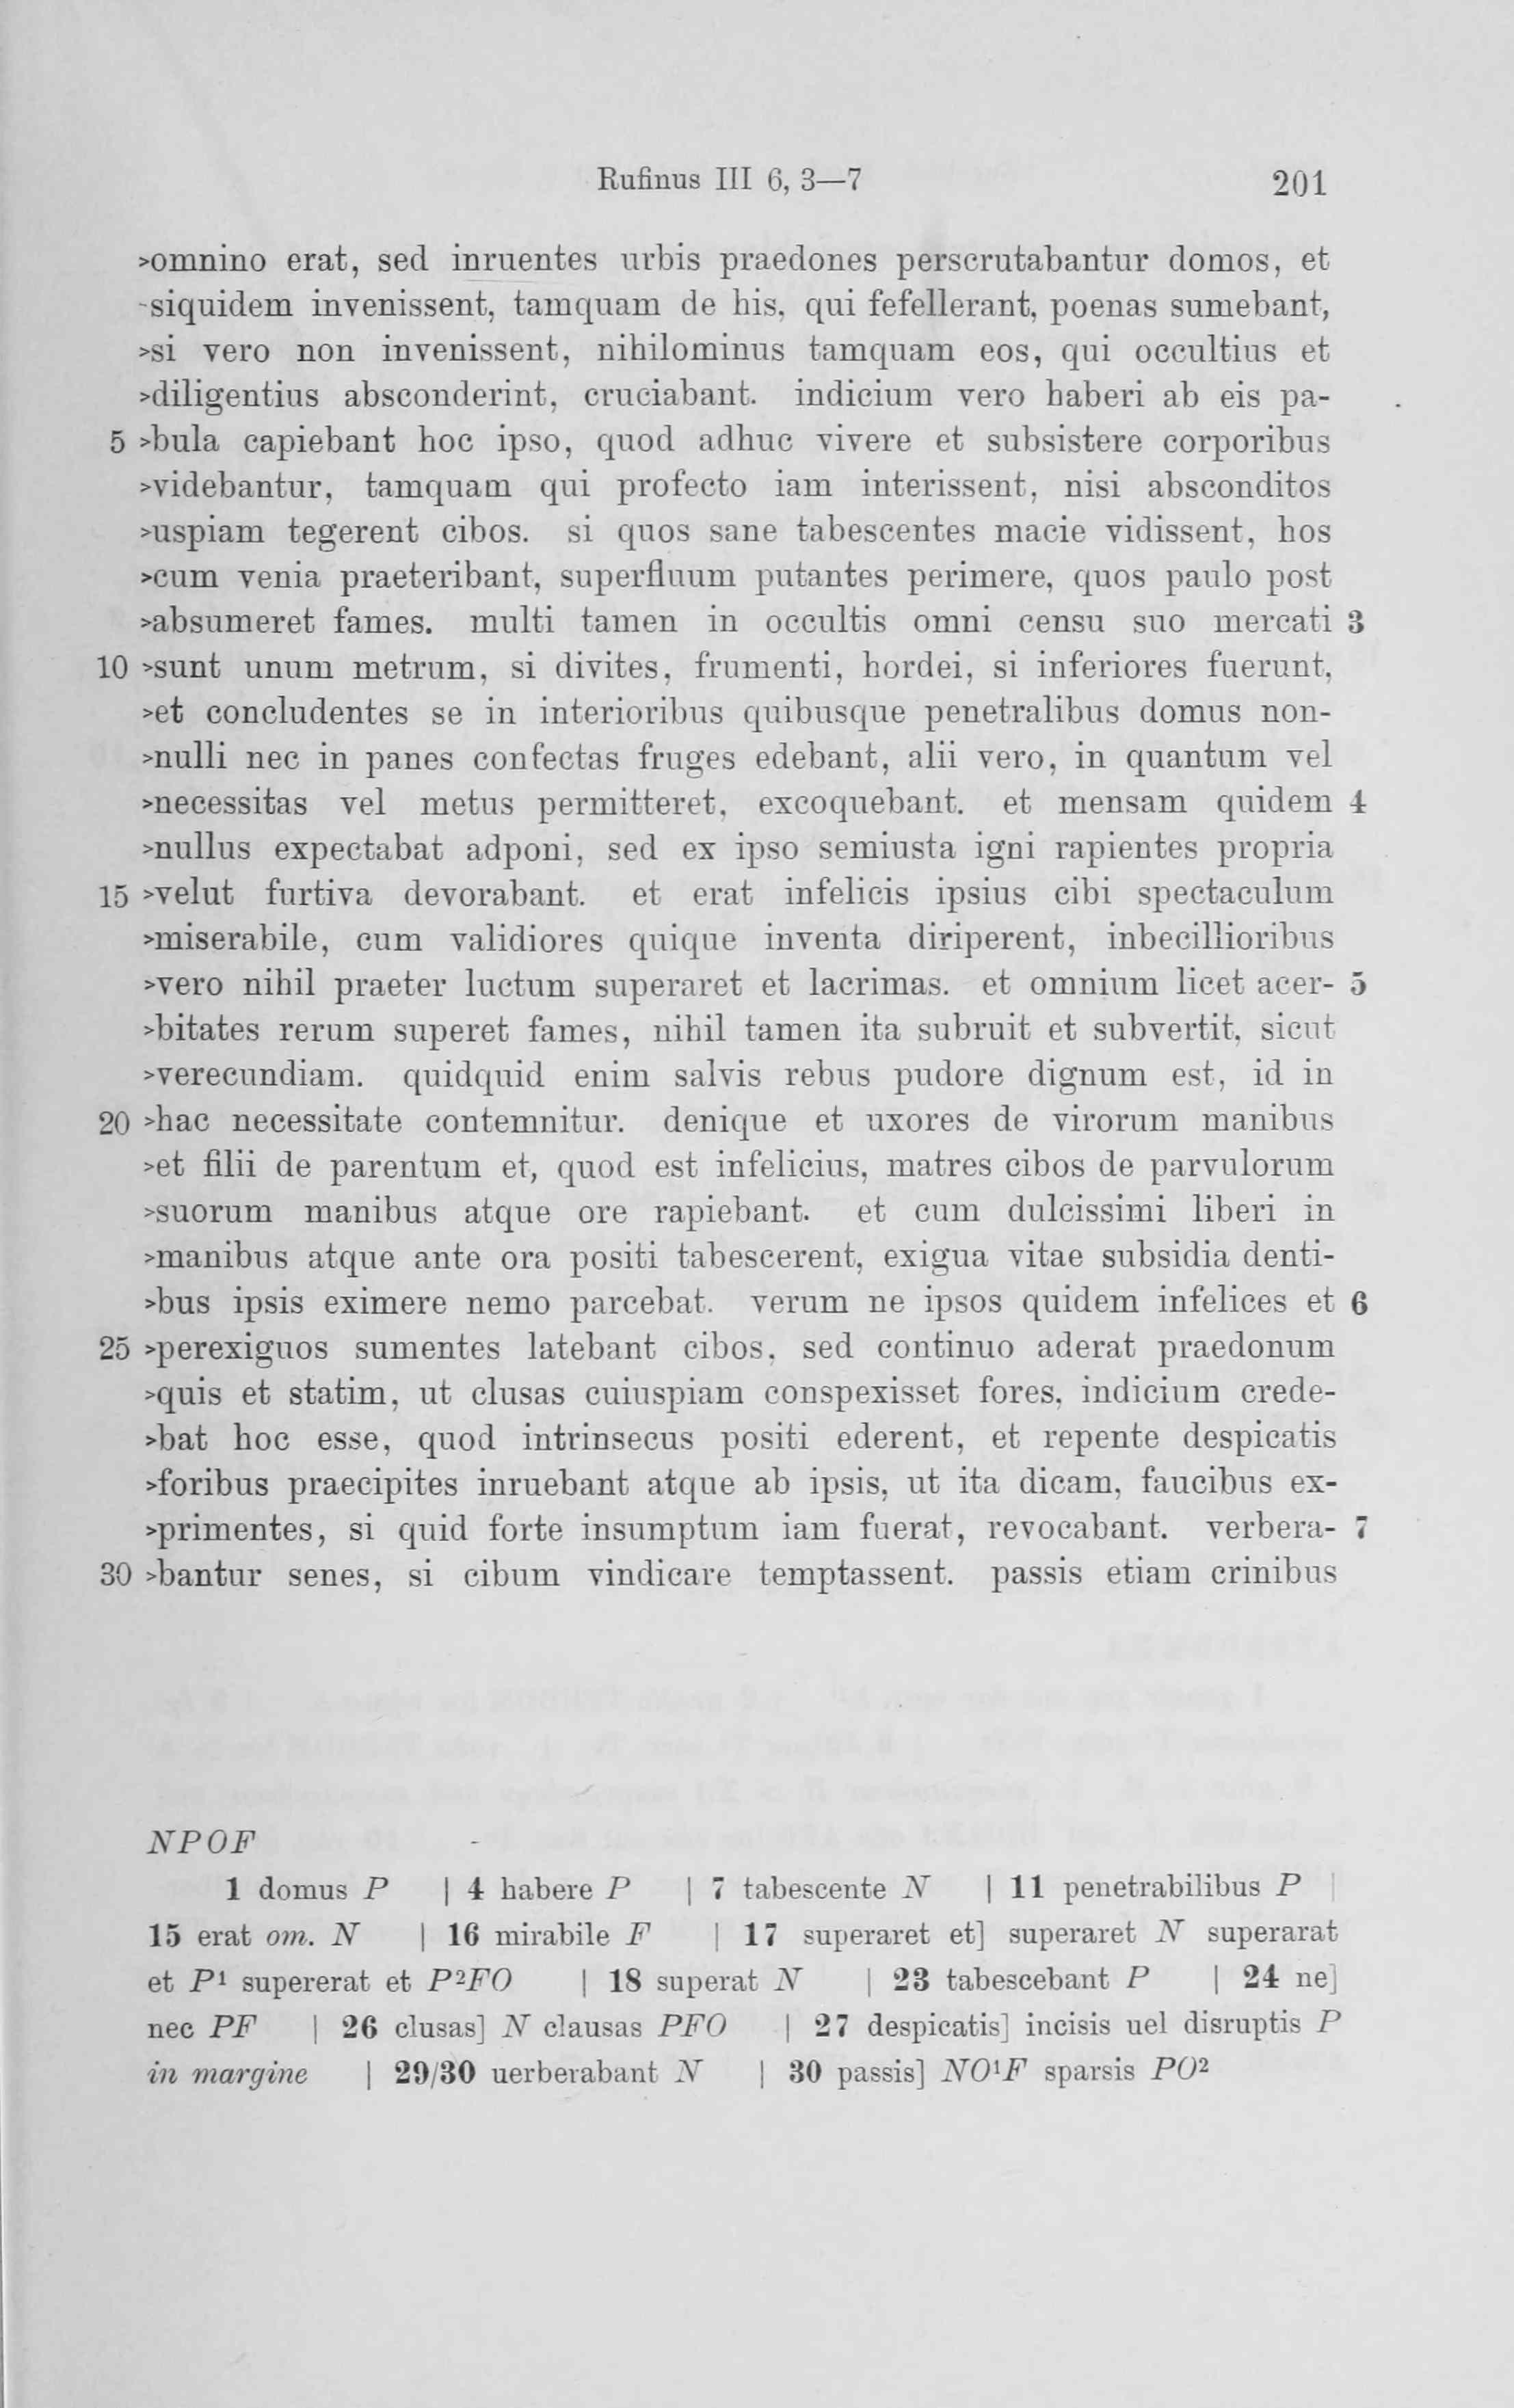 Rufinus III 6, 3—7 201
>omnino erat, sed inruentes urbis praedones perscrutabantur domos, et
-siquidem invenissent, tamquam de his, qui fefellerant, poenas sumebant,
>si vero non invenissent, nihilominus tamquam eos, qui occultius et
>diligentius absconderint, cruciabant. indicium vero haberi ab eis pa-
5 >bula capiebant hoc ipso, quod adhuc vivere et subsistere corporibus
>videbantur, tamquam qui profecto iam interissent, nisi absconditos
>uspiam tegerent cibos. si quos sane tabescentes macie vidissent, hos
>cum venia praeteribant, superfluum putantes perimere, quos paulo post
>absumeret fames. multi tamen in occultis omni censu suo mercati 3
10 >sunt unum metrum, si divites, frumenti, hordei, si inferiores fuerunt,
>et concludentes se in interioribus quibusque penetralibus domus non-
>nulli nec in panes confectas fruges edebant, alii vero, in quantum vel
>necessitas vel metus permitteret, excoquebant. et mensam quidem 4
>nullus expectabat adponi, sed ex ipso semiusta igni rapientes propria
15 >velut furtiva devorabant. et erat infelicis ipsius cibi spectaculum
>miserabile, cum validiores quique inventa diriperent, inbecillioribus
>vero nihil praeter luctum superaret et lacrimas. et omnium licet acer- 5
>bitates rerum superet fames, nihil tamen ita subruit et subvertit, sicut
>verecundiam. quidquid enim salvis rebus pudore dignum est, id in
20 >hac necessitate contemnitur. denique et uxores de virorum manibus
>et filii de parentum et, quod est infelicius, matres cibos de parvulorum
>suorum manibus atque ore rapiebant. et cum dulcissimi liberi in
>manibus atque ante ora positi tabescerent, exigua vitae subsidia denti-
>bus ipsis eximere nemo parcebat. verum ne ipsos quidem infelices et 6
25 >perexiguos sumentes latebant cibos, sed continuo aderat praedonum
>quis et statim, ut clusas cuiuspiam conspexisset fores, indicium crede-
>bat hoc esse, quod intrinsecus positi ederent, et repente despicatis
>foribus praecipites inruebant atque ab ipsis, ut ita dicam, faucibus ex-
>primentes, si quid forte insumptum iam fuerat, revocabant. verbera- 7
30 >bantur senes, si cibum vindicare temptassent. passis etiam crinibus
NPOF
1 domus P | 4 habere P | 7 tabescente N | 11 penetrabilibus P |
15 erat om. N | 16 mirabile F | 17 superaret et] superaret N superarat
et P¹ supererat et P²FO | 18 superat N | 23 tabescebant P | 24 ne]
nec PF | 26 clusas] N clausas PFO | 27 despicatis] incisis uel disruptis P
in margine | 29/30 uerberabant N | 30 passis] NO¹F sparsis PO²